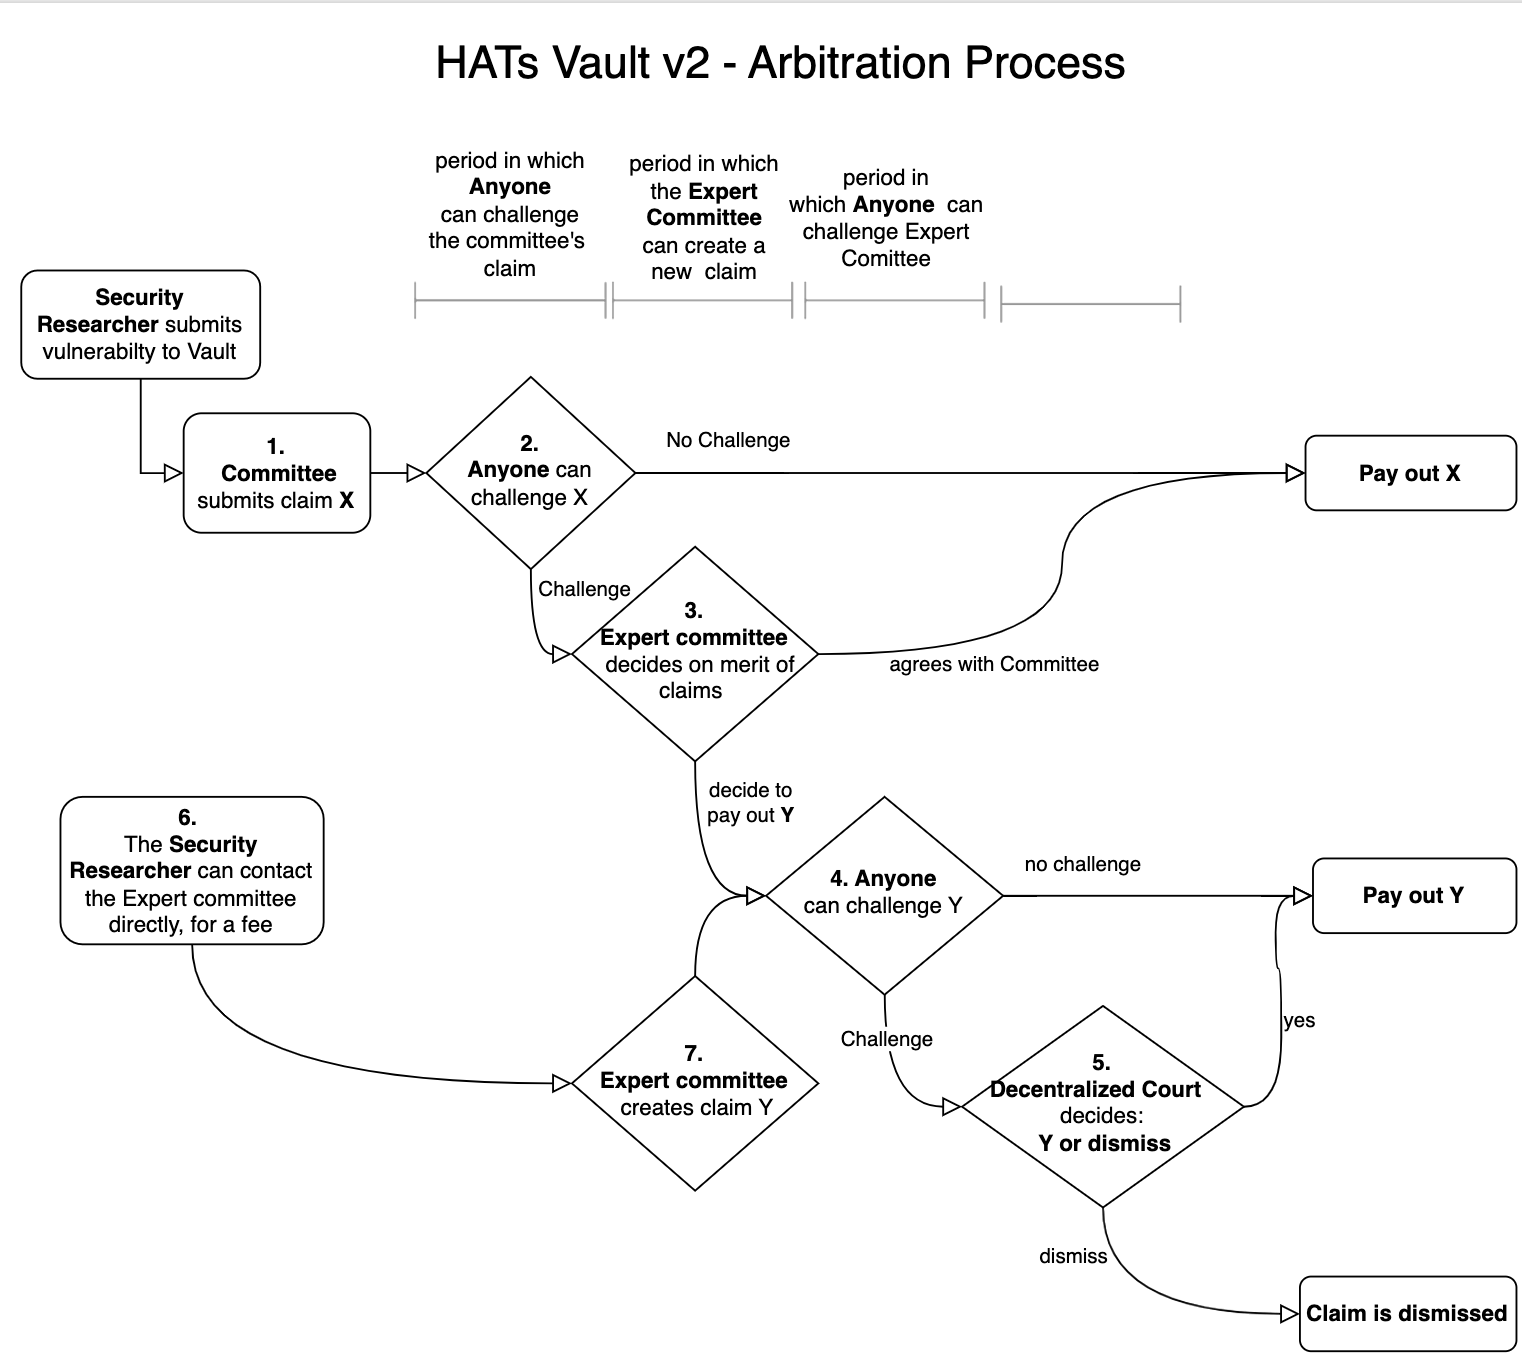 HATs Vault v2 - Arbitration Process
period in which
Anyone
can challenge
the committee's
claim
period in which
the Expert
Committee
can create a
new claim
period in
which Anyone can
challenge Expert
Comittee
Security
Researcher submits
vulnerabilty to Vault
1.
Committee
submits claim X
2.
Anyone can
challenge X
No Challenge
Pay out X
Challenge
3.
Expert committee
decides on merit of
claims
agrees with Committee
decide to
pay out Y
6.
The Security
Researcher can contact
the Expert committee
directly, for a fee
4. Anyone
can challenge Y
no challenge
Pay out Y
Challenge
yes
7.
Expert committee
creates claim Y
5.
Decentralized Court
decides:
Y or dismiss
dismiss
Claim is dismissed